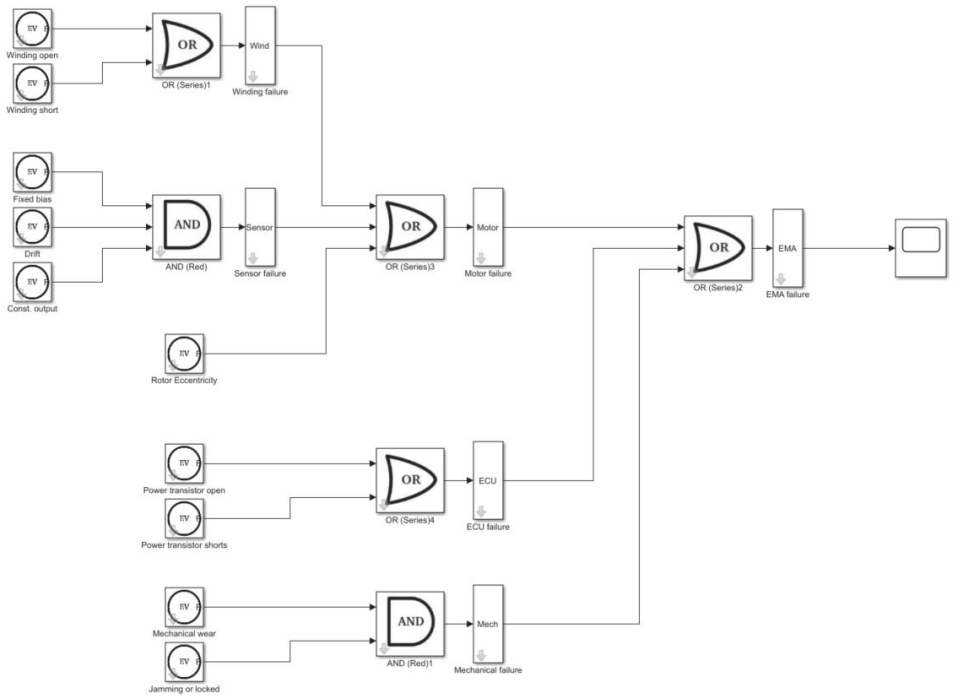 EV
Winding open
EV
Winding short
OR
OR (Series)1
Wind
Winding failure
EV
Fixed bias
EV
Drift
EV
Const. output
AND
AND (Red)
Sensor
Sensor failure
EV
Rotor Eccentricity
OR
OR (Series)3
Motor
Motor failure
EV
Power transistor open
EV
Power transistor shorts
OR
OR (Series)4
ECU
ECU failure
EV
Mechanical wear
EV
Jamming or locked
AND
AND (Red)1
Mech
Mechanical failure
OR
OR (Series)2
EMA
EMA failure